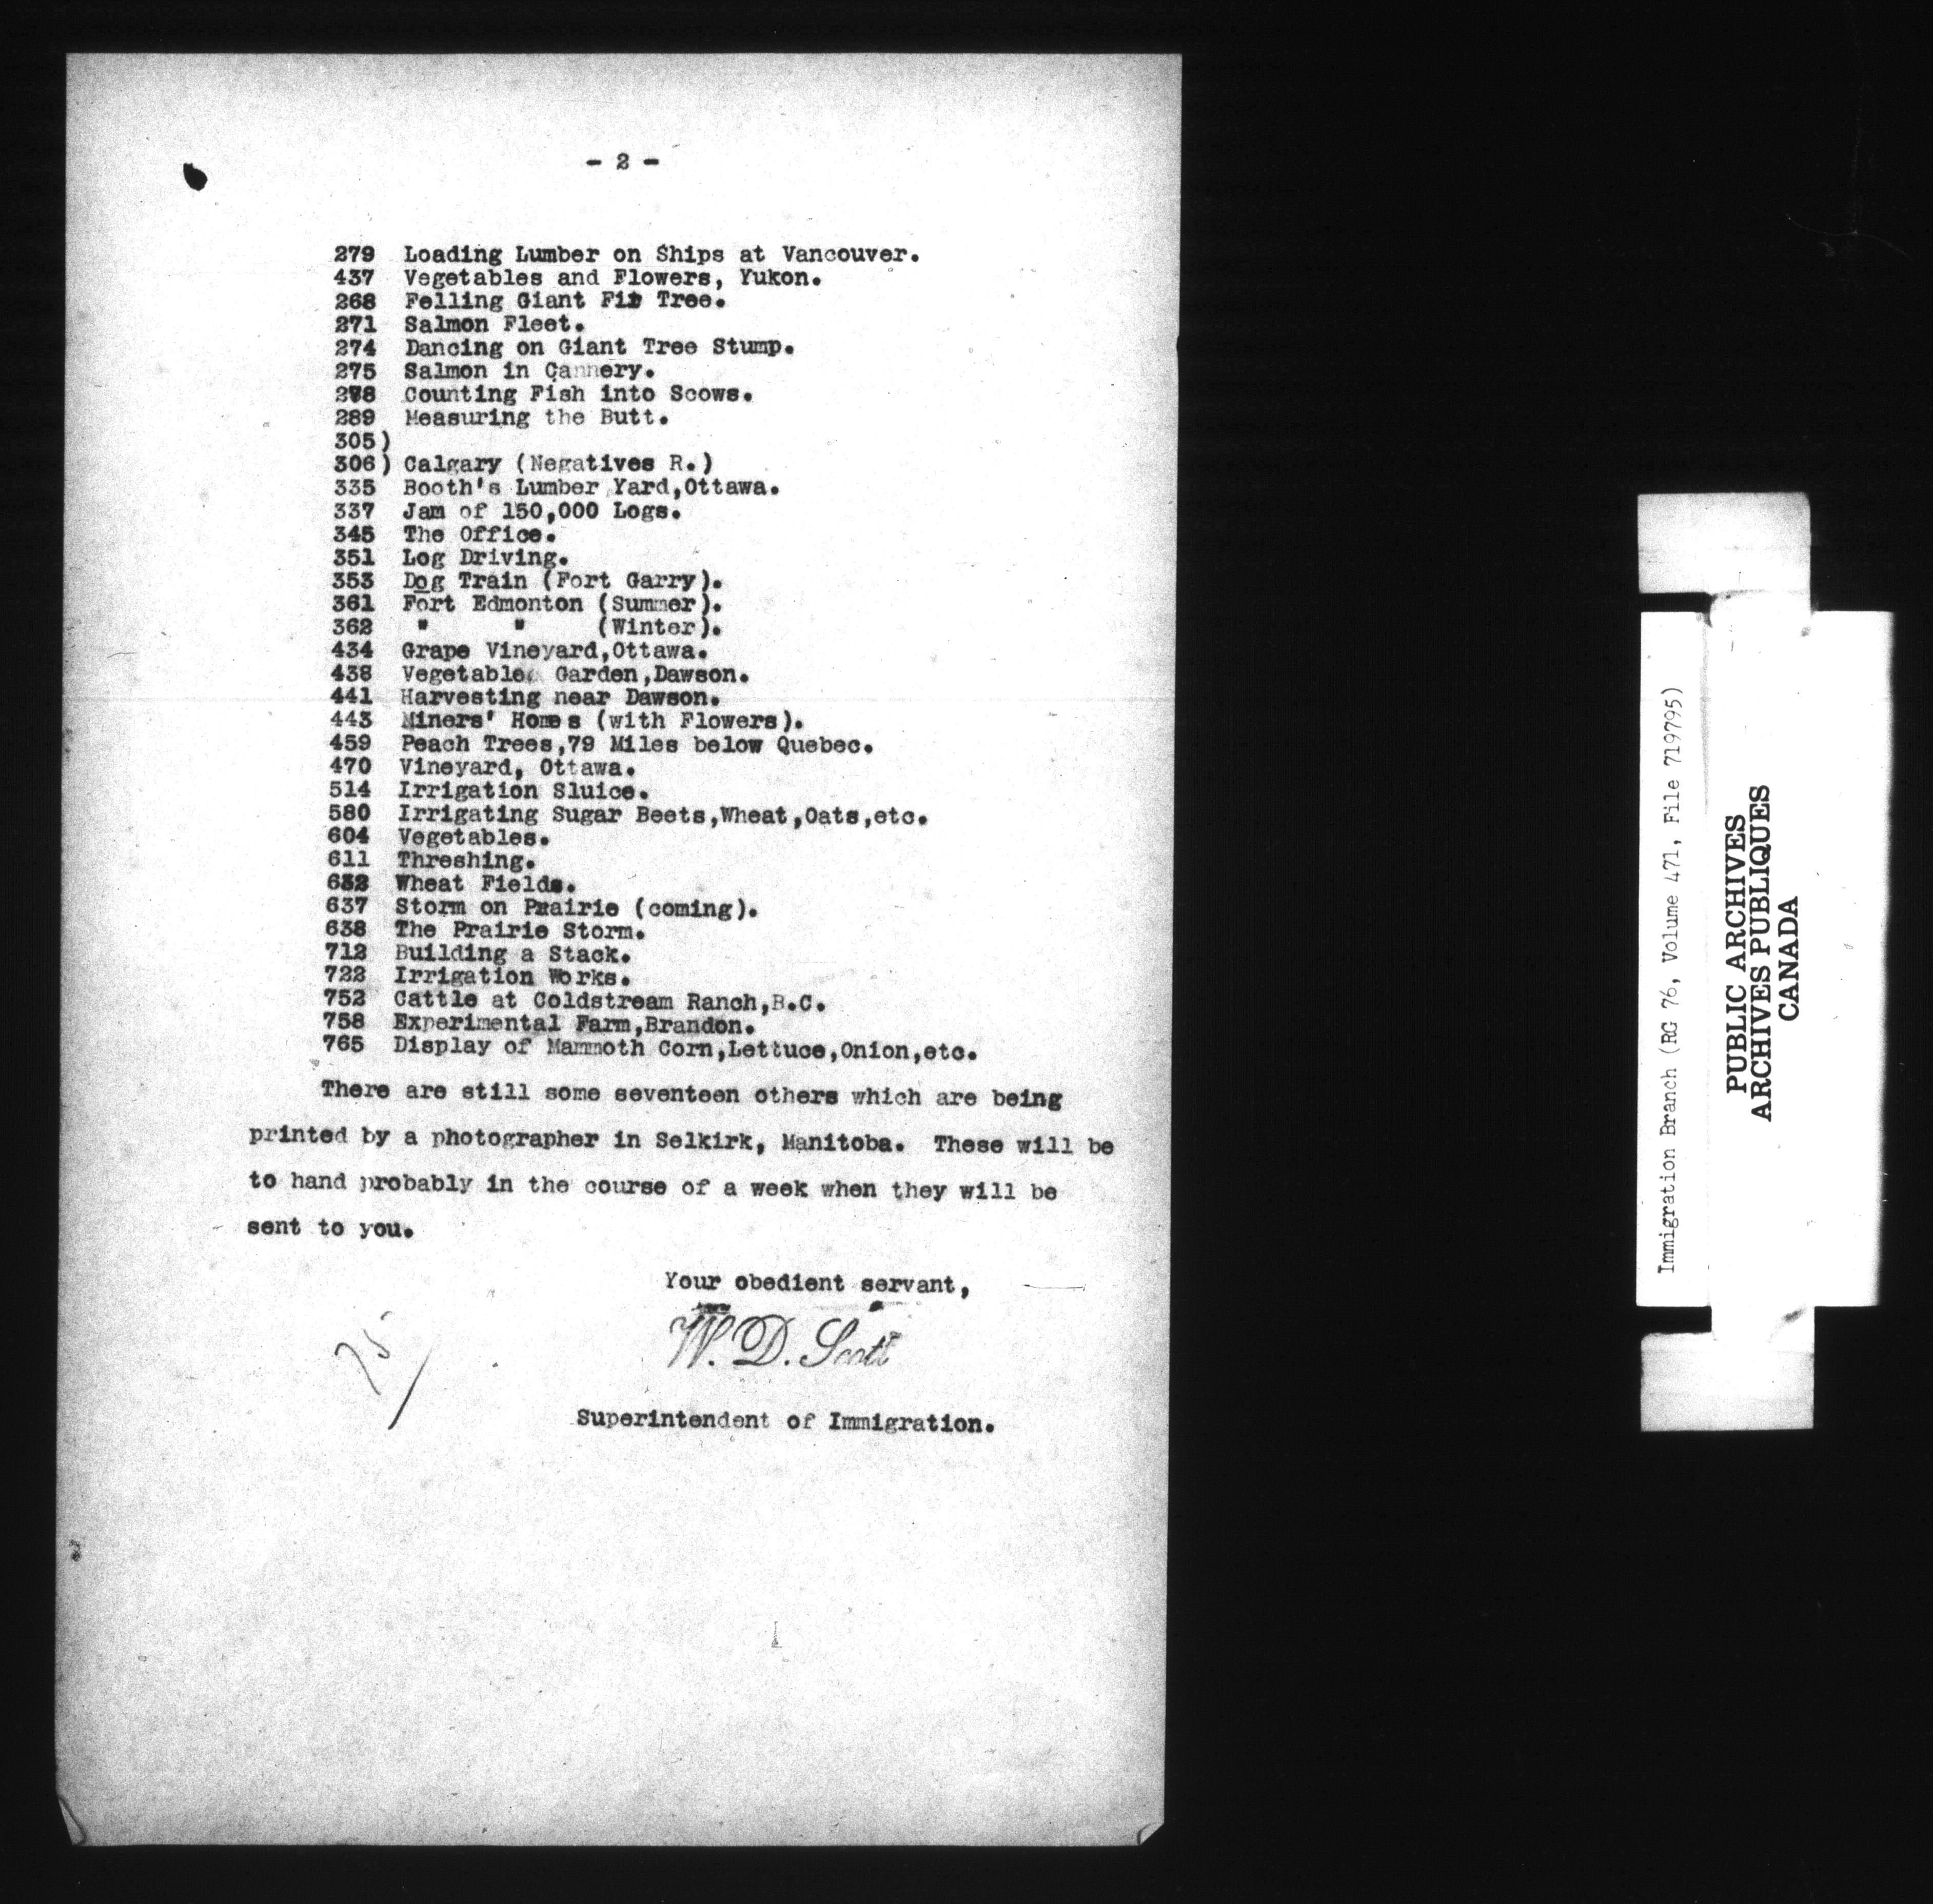 - 2 -
279 Loading Lumber on Ships at Vancouver.
437 Vegetables and Flowers, Yukon.
268 Felling Giant Fir Tree.
271 Salmon Fleet.
274 Dancing on Giant Tree Stump.
275 Salmon in Cannery.
278 Counting Fish into Scows.
289 Measuring the Butt.
305)
306) Calgary (Negatives R.)
335 Booth's Lumber Yard,Ottawa.
337 Jam of 150,000 Logs.
345 The Office.
351 Log Driving.
353 Dog Train (Fort Garry).
361 Fort Edmonton (Summer).
362 " " (Winter).
434 Grape Vineyard,Ottawa.
438 Vegetable Garden,Dawson.
441 Harvesting near Dawson.
443 Miners' Homes (with Flowers).
459 Peach Trees,79 Miles below Quebec.
470 Vineyard, Ottawa.
514 Irrigation Sluice.
580 Irrigating Sugar Beets,Wheat,Oats,etc.
604 Vegetables.
611 Threshing.
632 Wheat Fields.
637 Storm on Prairie (coming).
638 The Prairie Storm.
712 Building a Stack.
722 Irrigation Works.
752 Cattle at Coldstream Ranch,B.C.
758 Experimental Farm,Brandon.
765 Display of Mammoth Corn,Lettuce,Onion,etc.
There are still some seventeen others which are being
printed by a photographer in Selkirk, Manitoba. These will be
to hand probably in the course of a week when they will be
sent to you.
Your obedient servant,
W. D. Scott
Superintendent of Immigration.
Immigration Branch (RG 76, Volume 471, File 719795)
PUBLIC ARCHIVES
ARCHIVES PUBLIQUES
CANADA